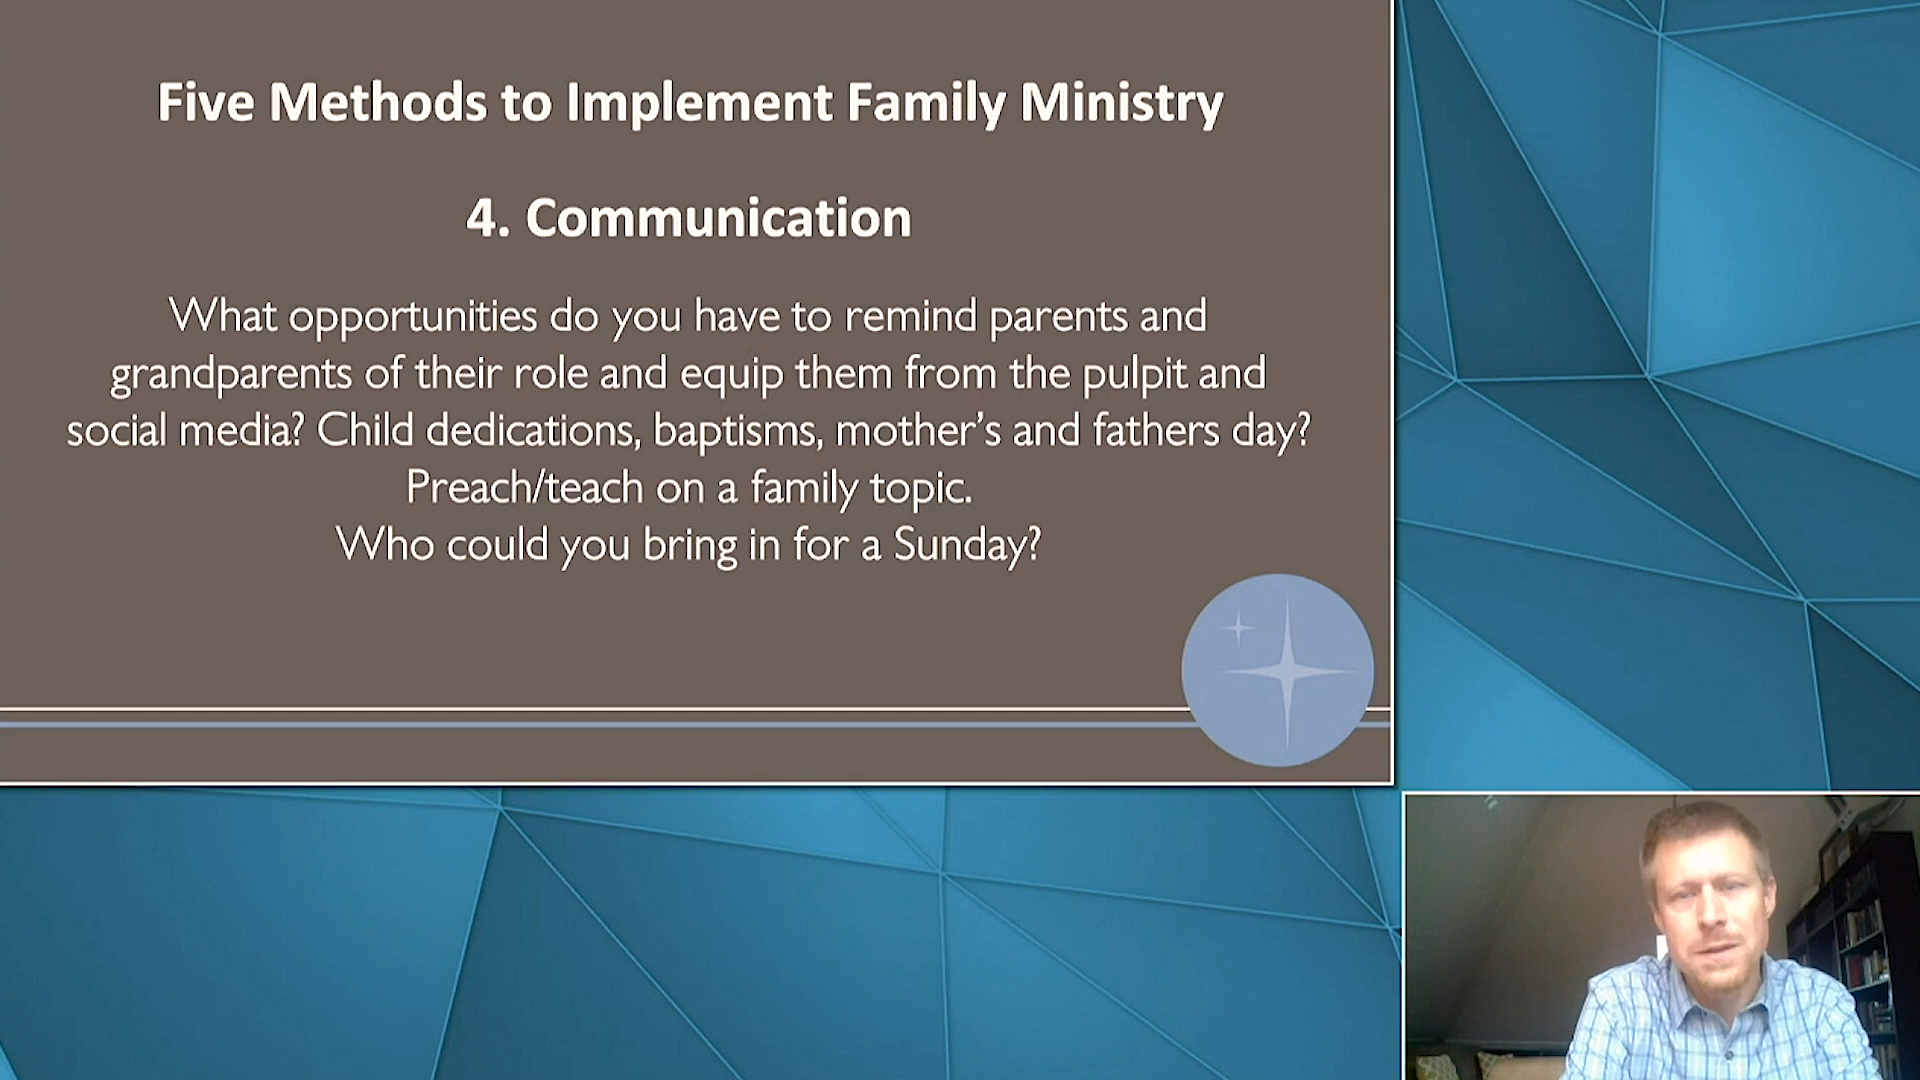 Five Methods to Implement Family Ministry
4. Communication
What opportunities do you have to remind parents and
grandparents of their role and equip them from the pulpit and
social media? Child dedications, baptisms, mother’s and fathers day?
Preach/teach on a family topic.
Who could you bring in for a Sunday?